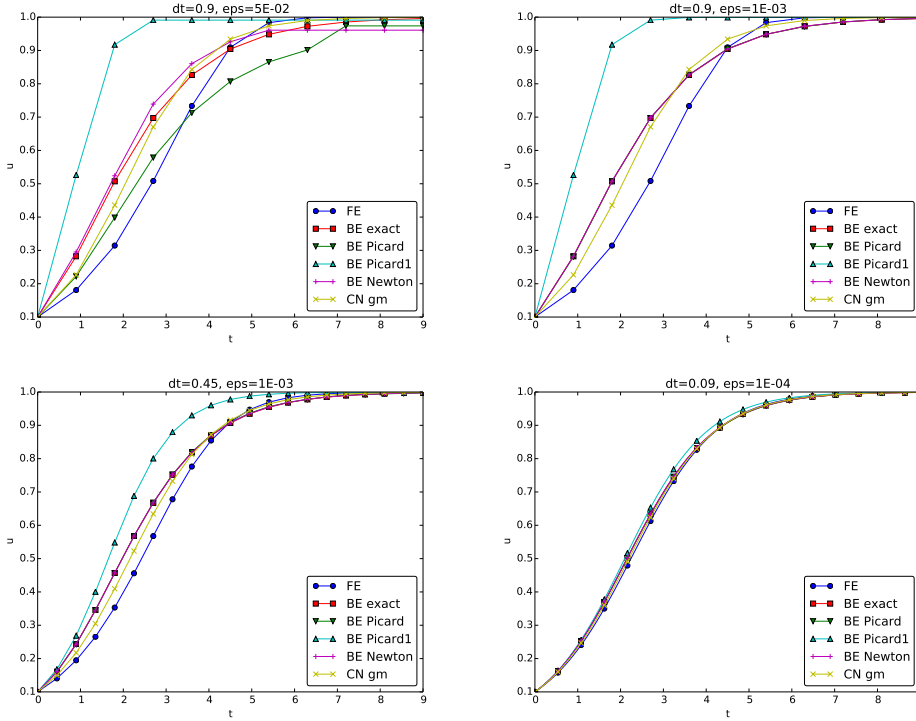 dt=0.9, eps=5E-02
1.0
0.9
0.8
0.7
0.6
0.5
0.4
0.3
0.2
0.1
u
0 1 2 3 4 5 6 7 8 9
t
FE
BE exact
BE Picard
BE Picard1
BE Newton
CN gm
dt=0.9, eps=1E-03
1.0
0.9
0.8
0.7
0.6
0.5
0.4
0.3
0.2
0.1
u
0 1 2 3 4 5 6 7 8
t
FE
BE exact
BE Picard
BE Picard1
BE Newton
CN gm
dt=0.45, eps=1E-03
1.0
0.9
0.8
0.7
0.6
0.5
0.4
0.3
0.2
0.1
u
0 1 2 3 4 5 6 7 8 9
t
FE
BE exact
BE Picard
BE Picard1
BE Newton
CN gm
dt=0.09, eps=1E-04
1.0
0.9
0.8
0.7
0.6
0.5
0.4
0.3
0.2
0.1
u
0 1 2 3 4 5 6 7 8
t
FE
BE exact
BE Picard
BE Picard1
BE Newton
CN gm